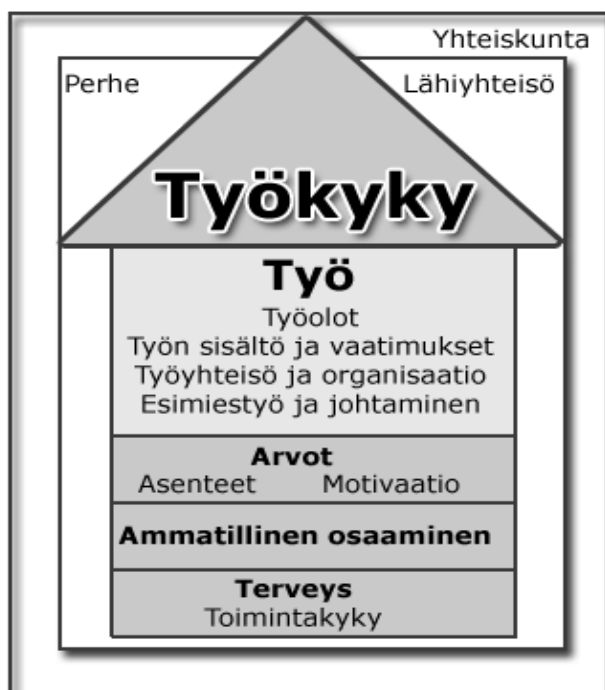 Yhteiskunta
Perhe Lähiyhteisö
Työkyky
Työ
Työolot
Työn sisältö ja vaatimukset
Työyhteisö ja organisaatio
Esimiestyö ja johtaminen
Arvot
Asenteet Motivaatio
Ammatillinen osaaminen
Terveys
Toimintakyky